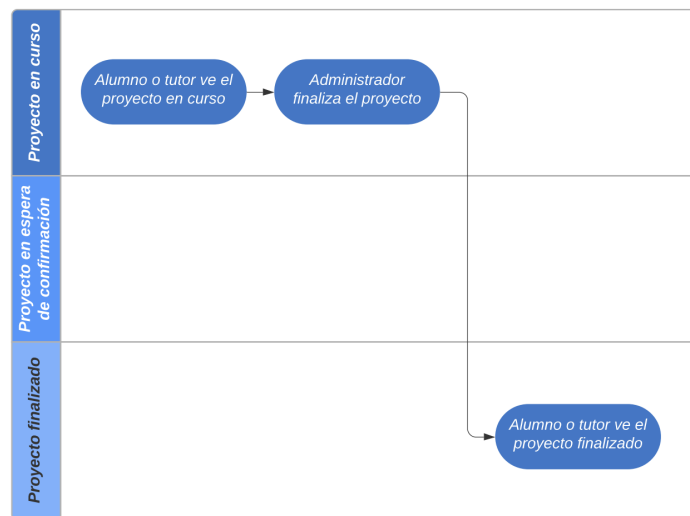 Proyecto en curso
Alumno o tutor ve el
proyecto en curso
Administrador
finaliza el proyecto
Proyecto en espera
de confirmación
Proyecto finalizado
Alumno o tutor ve el
proyecto finalizado